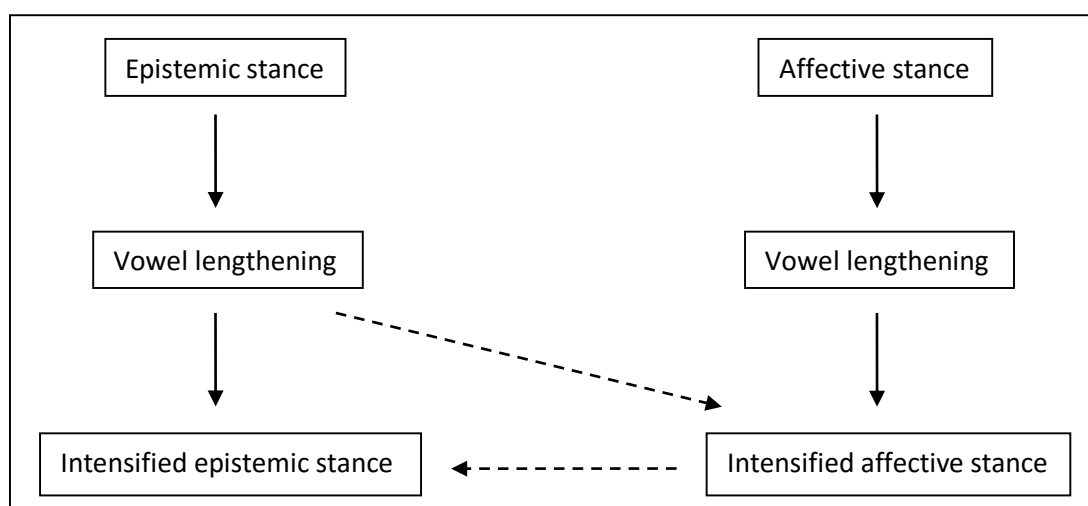 Epistemic stance
Affective stance
Vowel lengthening
Vowel lengthening
Intensified epistemic stance
Intensified affective stance